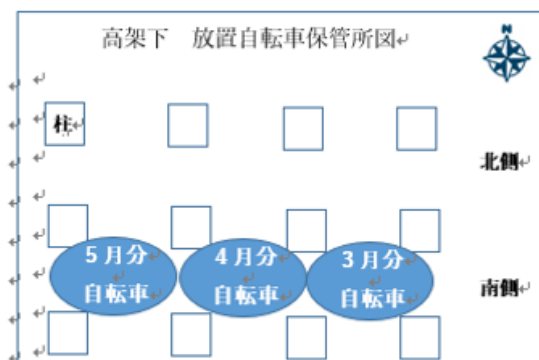 高架下　放置自転車保管所図
柱
北側
5月分
自転車
4月分
自転車
3月分
自転車
南側